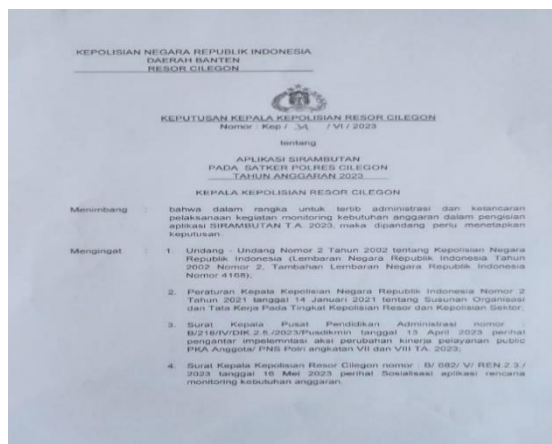 KEPOLISIAN NEGARA REPUBLIK INDONESIA
DAERAH BANTEN
RESOR CILEGON
KEPUTUSAN KEPALA KEPOLISIAN RESOR CILEGON
Nomor : Kep / / VI / 2023
tentang
APLIKASI SIRAMBUTAN
PADA SATKER POLRES CILEGON
TAHUN ANGGARAN 2023
KEPALA KEPOLISIAN RESOR CILEGON
Menimbang : bahwa dalam rangka untuk tertib administrasi dan kelancaran
pelaksanaan kegiatan monitoring kebutuhan anggaran dalam pengisian
aplikasi SIRAMBUTAN T.A. 2023, maka dipandang perlu menetapkan
keputusan.
Mengingat : 1. Undang - Undang Nomor 2 Tahun 2002 tentang Kepolisian Negara
Republik Indonesia (Lembaran Negara Republik Indonesia Tahun
2002 Nomor 2, Tambahan Lembaran Negara Republik Indonesia
Nomor 4168);
2. Peraturan Kepala Kepolisian Negara Republik Indonesia Nomor 2
Tahun 2021 tanggal 14 Januari 2021 tentang Susunan Organisasi
dan Tata Kerja Pada Tingkat Kepolisian Resor dan Kepolisian Sektor;
3. Surat Kepala Pusat Pendidikan Administrasi nomor :
B/216/IV/DIK.2.6./2023/Pusdikmin tanggal 13 April 2023 perihal
pengantar impelemntasi aksi perubahan kinerja pelayanan public
PKA Anggota/ PNS Polri angkatan VII dan VIII TA. 2023;
4. Surat Kepala Kepolisian Resor Cilegon nomor : B/ 682/ V/ REN.2.3./
2023 tanggal 16 Mei 2023 perihal Sosialisasi aplikasi rencana
monitoring kebutuhan anggaran.